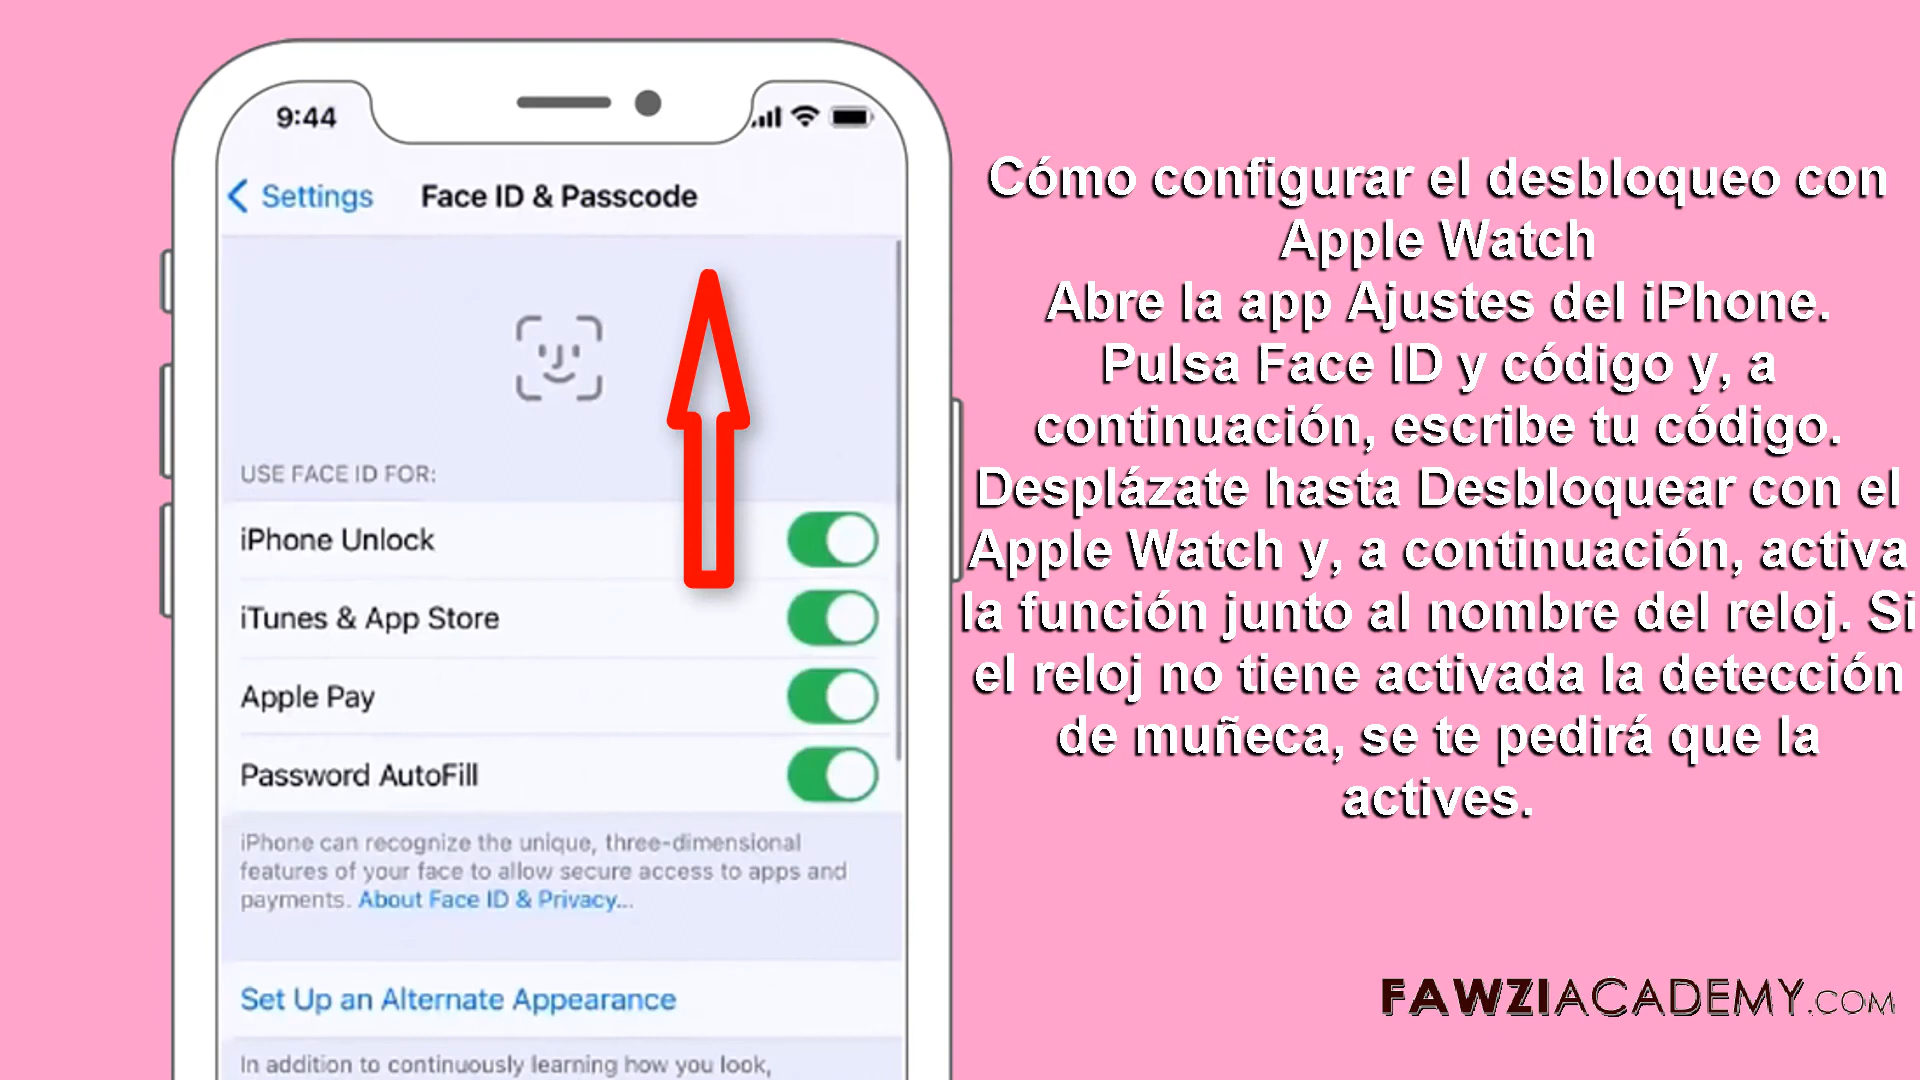 9:44
Settings
Face ID & Passcode
USE FACE ID FOR:
iPhone Unlock
iTunes & App Store
Apple Pay
Password AutoFill
iPhone can recognize the unique, three-dimensional
features of your face to allow secure access to apps and
payments. About Face ID & Privacy...
Set Up an Alternate Appearance
In addition to continuously learning how you look,
Cómo configurar el desbloqueo con
Apple Watch
Abre la app Ajustes del iPhone.
Pulsa Face ID y código y, a
continuación, escribe tu código.
Desplázate hasta Desbloquear con el
Apple Watch y, a continuación, activa
la función junto al nombre del reloj. Si
el reloj no tiene activada la detección
de muñeca, se te pedirá que la
actives.
FAWZIACADEMY.COM